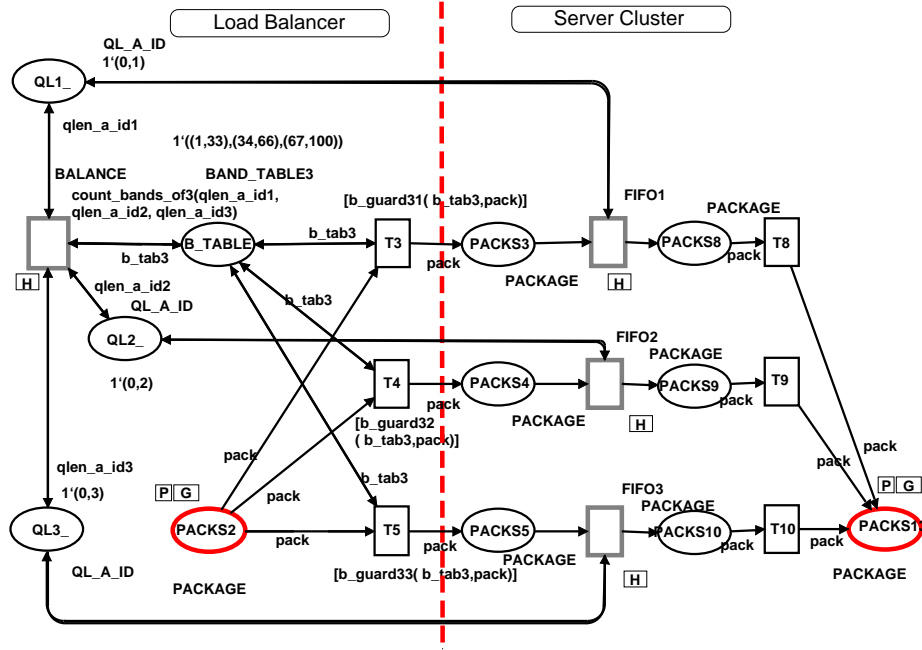 Load Balancer
Server Cluster
QL_A_ID
1‘(0,1)
QL1_
qlen_a_id1
1‘((1,33),(34,66),(67,100))
BALANCE
BAND_TABLE3
count_bands_of3(qlen_a_id1,
qlen_a_id2, qlen_a_id3)
[b_guard31( b_tab3,pack)]
FIFO1
PACKAGE
B_TABLE
b_tab3
b_tab3
T3
pack
PACKS3
PACKS8
pack
T8
H
PACKAGE
H
qlen_a_id2
QL_A_ID
b_tab3
QL2_
FIFO2
PACKAGE
1‘(0,2)
T4
pack
PACKS4
PACKS9
pack
T9
[b_guard32
( b_tab3,pack)]
PACKAGE
H
pack
pack
pack
qlen_a_id3
1‘(0,3)
b_tab3
pack
P G
P G
FIFO3
PACKAGE
QL3_
PACKS2
pack
T5
pack
PACKS5
PACKS10
pack
T10
pack
PACKS11
PACKAGE
QL_A_ID
[b_guard33( b_tab3,pack)]
H
PACKAGE
PACKAGE